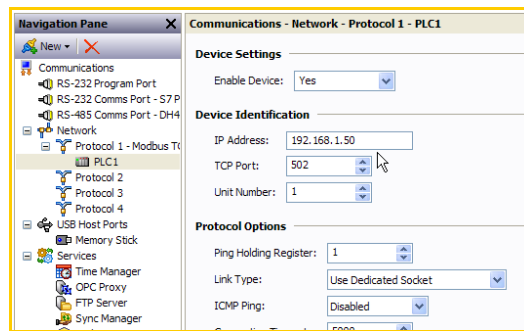 Navigation Pane
New
Communications
RS-232 Program Port
RS-232 Comms Port - S7 P
RS-485 Comms Port - DH4
Network
Protocol 1 - Modbus T
PLC1
Protocol 2
Protocol 3
Protocol 4
USB Host Ports
Memory Stick
Services
Time Manager
OPC Proxy
FTP Server
Sync Manager
Communications - Network - Protocol 1 - PLC1
Device Settings
Enable Device: Yes
Device Identification
IP Address: 192.168.1.50
TCP Port: 502
Unit Number: 1
Protocol Options
Ping Holding Register: 1
Link Type: Use Dedicated Socket
ICMP Ping: Disabled